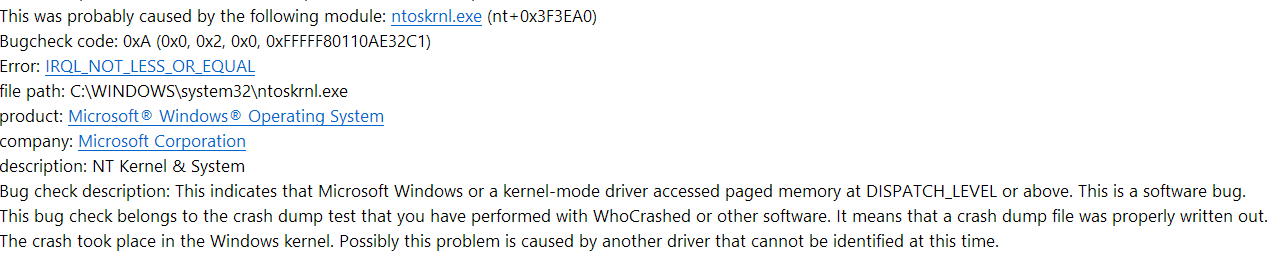 This was probably caused by the following module: ntoskrnl.exe (nt+0x3F3EA0)
Bugcheck code: 0xA (0x0, 0x2, 0x0, 0xFFFFF80110AE32C1)
Error: IRQL_NOT_LESS_OR_EQUAL
file path: C:\WINDOWS\system32\ntoskrnl.exe
product: Microsoft® Windows® Operating System
company: Microsoft Corporation
description: NT Kernel & System
Bug check description: This indicates that Microsoft Windows or a kernel-mode driver accessed paged memory at DISPATCH_LEVEL or above. This is a software bug.
This bug check belongs to the crash dump test that you have performed with WhoCrashed or other software. It means that a crash dump file was properly written out.
The crash took place in the Windows kernel. Possibly this problem is caused by another driver that cannot be identified at this time.